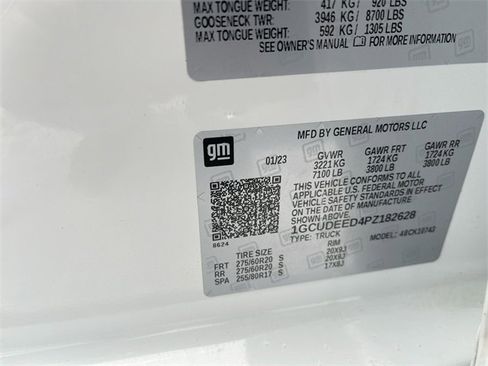 MAX TONGUE WEIGHT: 417 KG / 920 LBS
GOOSENECK TWR: 3946 KG / 8700 LBS
MAX TONGUE WEIGHT: 592 KG / 1305 LBS
SEE OWNER'S MANUAL FOR MORE INFORMATION
gm
MFD BY GENERAL MOTORS LLC
01/23 GVWR GAWR FRT GAWR RR
3221 KG 1724 KG 1724 KG
7100 LB 3800 LB 3800 LB
THIS VEHICLE CONFORMS TO ALL
APPLICABLE U.S. FEDERAL MOTOR
VEHICLE SAFETY STANDARDS IN EFFECT
ON THE DATE OF MANUFACTURE
SHOWN ABOVE.
1GCUDEED4PZ182628
8624
TYPE: TRUCK MODEL: 4BCK10743
TIRE SIZE RIM
FRT 275/60R20 S 20X9J
RR 275/60R20 S 20X9J
SPA 255/80R17 S 17X8J